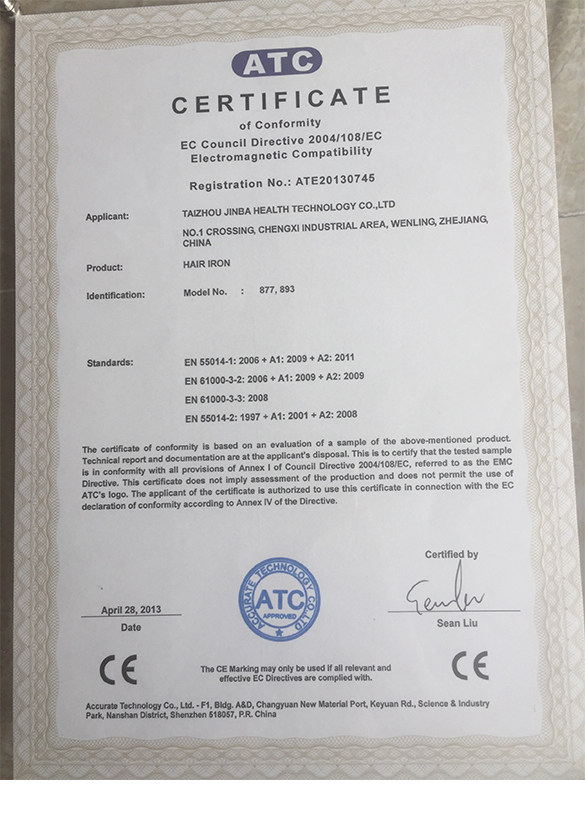 ATC
CERTIFICATE
of Conformity
EC Council Directive 2004/108/EC
Electromagnetic Compatibility
Registration No.: ATE20130745
Applicant: TAIZHOU JINBA HEALTH TECHNOLOGY CO.,LTD
NO.1 CROSSING, CHENGXI INDUSTRIAL AREA, WENLING, ZHEJIANG,
CHINA
Product: HAIR IRON
Identification: Model No. : 877, 893
Standards: EN 55014-1: 2006 + A1: 2009 + A2: 2011
EN 61000-3-2: 2006 + A1: 2009 + A2: 2009
EN 61000-3-3: 2008
EN 55014-2: 1997 + A1: 2001 + A2: 2008
The certificate of conformity is based on an evaluation of a sample of the above-mentioned product.
Technical report and documentation are at the applicant's disposal. This is to certify that the tested sample
is in conformity with all provisions of Annex I of Council Directive 2004/108/EC, referred to as the EMC
Directive. This certificate does not imply assessment of the production and does not permit the use of
ATC's logo. The applicant of the certificate is authorized to use this certificate in connection with the EC
declaration of conformity according to Annex IV of the Directive.
Certified by
ACCURATE TECHNOLOGY CO.,LTD
ATC
APPROVED
April 28, 2013
Date
Sean Liu
CE
CE
The CE Marking may only be used if all relevant and
effective EC Directives are complied with.
Accurate Technology Co., Ltd. - F1, Bldg. A&D, Changyuan New Material Port, Keyuan Rd., Science & Industry
Park, Nanshan District, Shenzhen 518057, P.R. China